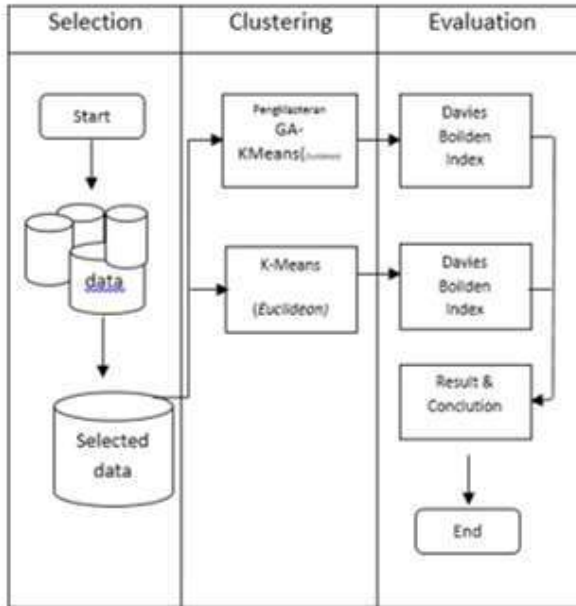 Selection
Clustering
Evaluation
Start
data
Selected
data
Pengklasteran
GA-
KMeans(
K-Means
(Euclidean)
Davies
Boilden
Index
Davies
Boilden
Index
Result &
Conclution
End